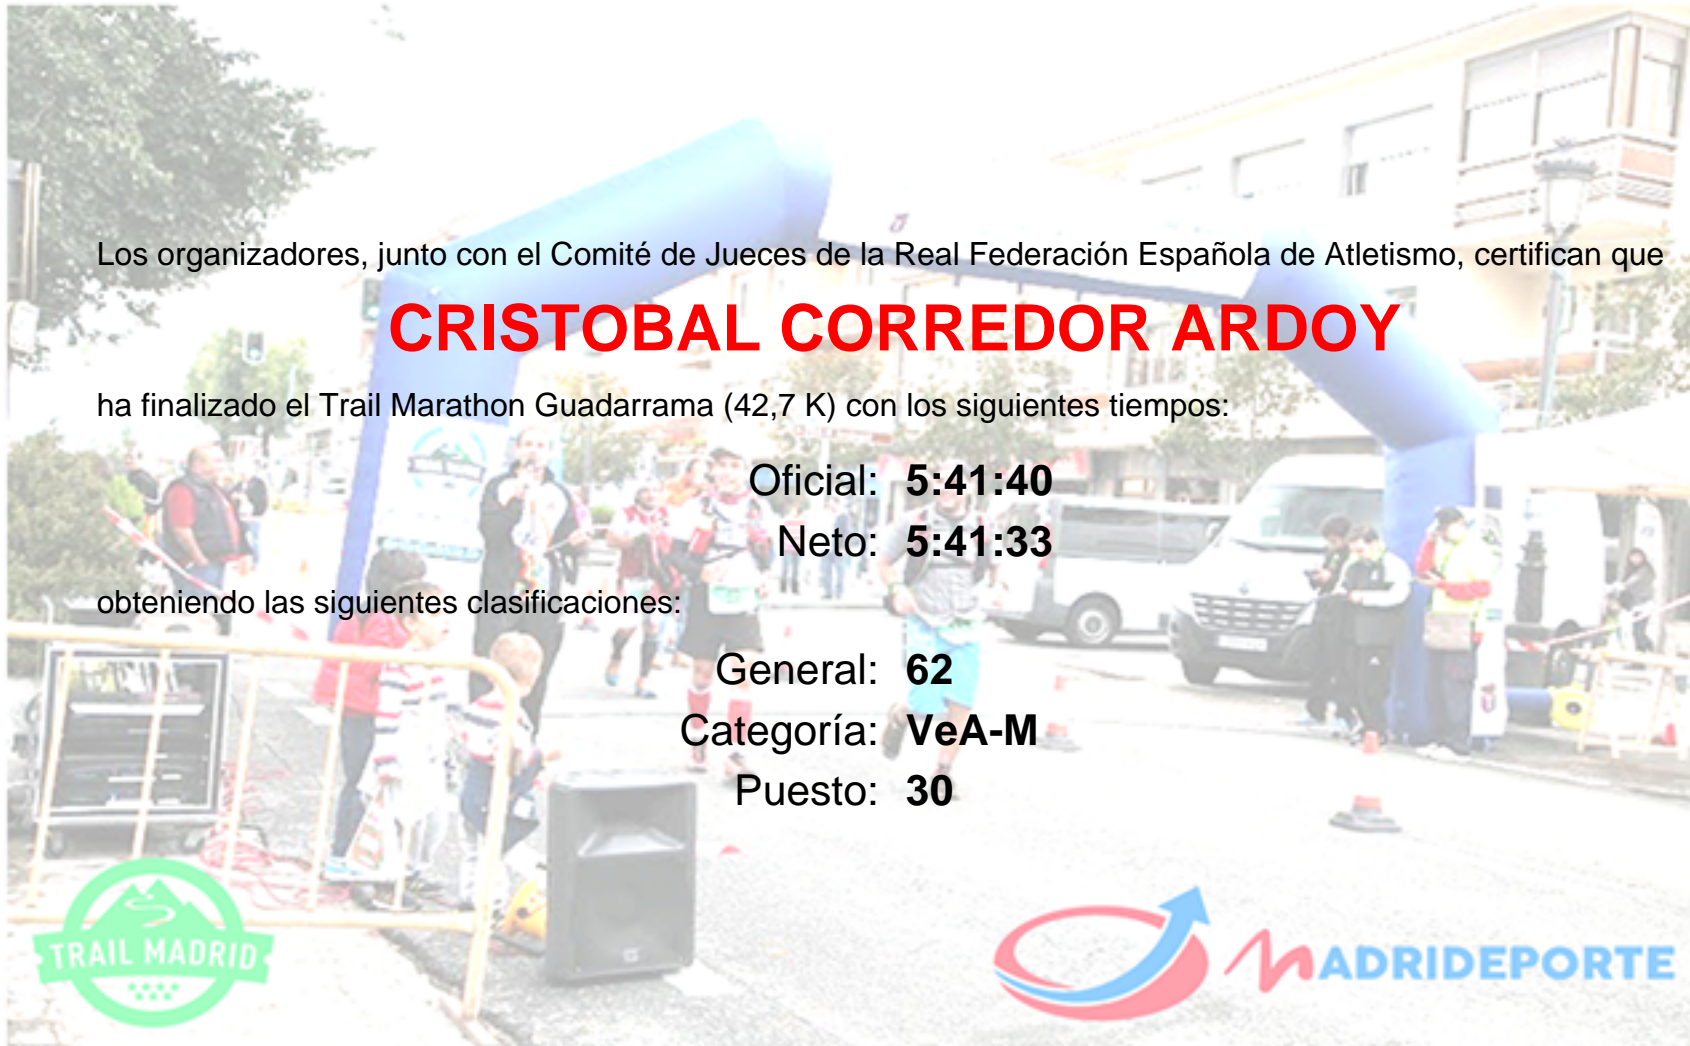 Los organizadores, junto con el Comité de Jueces de la Real Federación Española de Atletismo, certifican que
CRISTOBAL CORREDOR ARDOY
ha finalizado el Trail Marathon Guadarrama (42,7 K) con los siguientes tiempos:
Oficial: 5:41:40
Neto: 5:41:33
obteniendo las siguientes clasificaciones:
General: 62
Categoría: VeA-M
Puesto: 30
TRAIL MADRID
MADRIDEPORTE